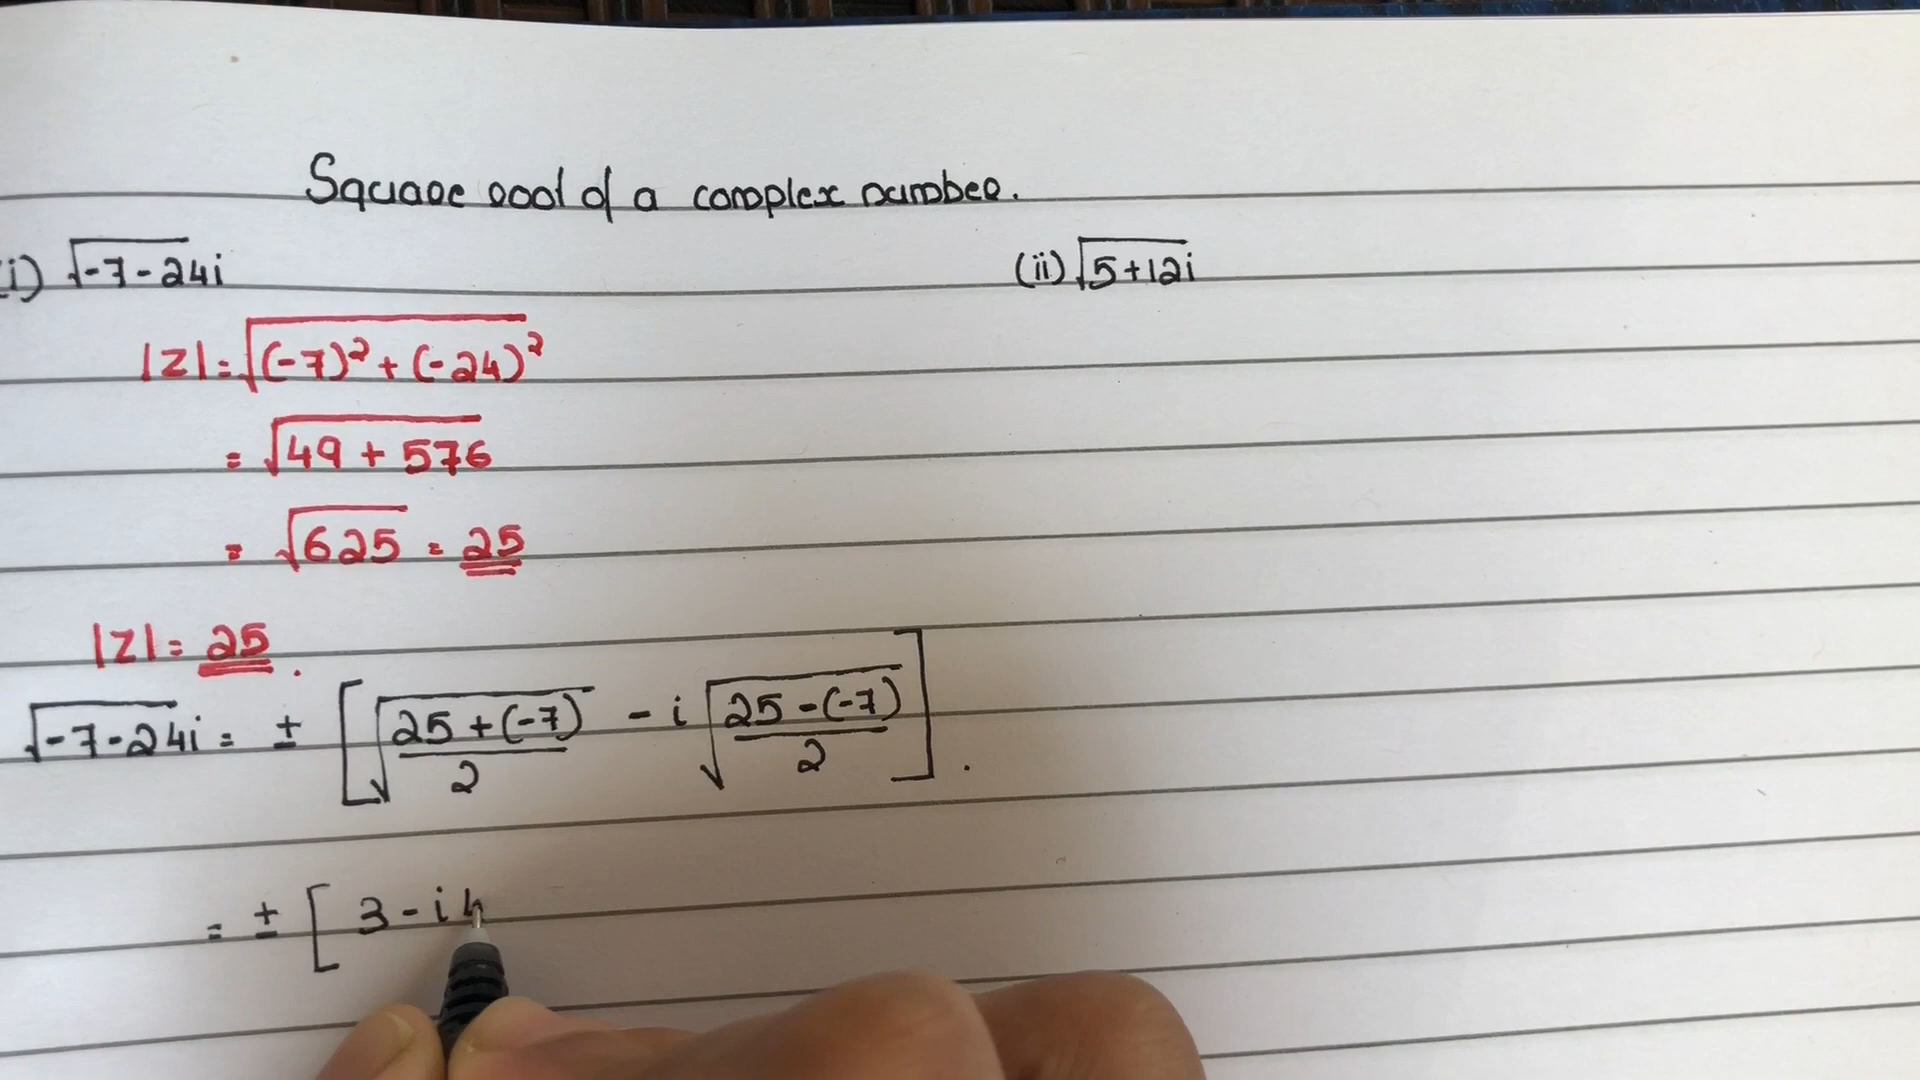 Square root of a complex number.
(i) √-7-24i
(ii) √5+12i
|Z| = √(-7)² + (-24)²
= √49 + 576
= √625 = 25
|Z| = 25.
√-7-24i = ± [√(25+(-7))/2 - i √(25-(-7))/2].
= ± [3 - i4